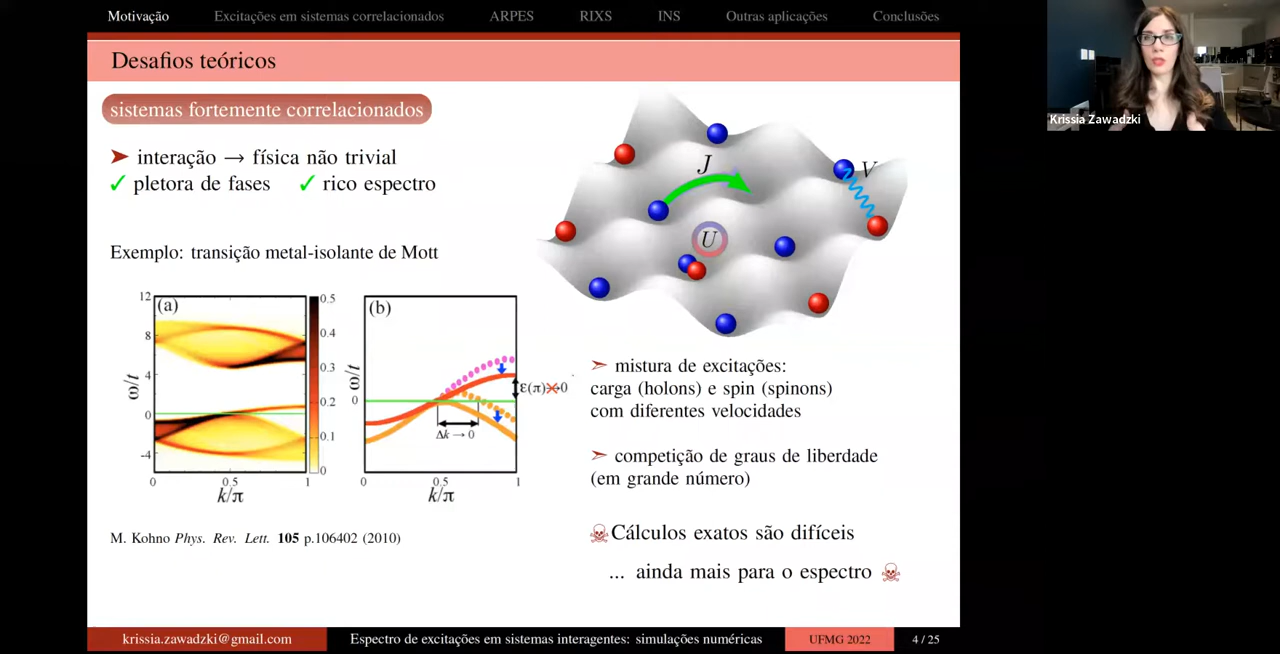 Motivação Excitações em sistemas correlacionados ARPES RIXS INS Outras aplicações Conclusões
Desafios teóricos
sistemas fortemente correlacionados
➤ interação → física não trivial
✓ pletora de fases ✓ rico espectro
Exemplo: transição metal-isolante de Mott
(a)
12
8
4
0
-4
ω/t
0 0.5 1
k/π
0.5
0.4
0.3
0.2
0.1
0
(b)
ω/t
0
ε(π)→0
Δk → 0
0 0.5 1
k/π
M. Kohno Phys. Rev. Lett. 105 p.106402 (2010)
J
V
U
➣ mistura de excitações:
carga (holons) e spin (spinons)
com diferentes velocidades
➣ competição de graus de liberdade
(em grande número)
☠Cálculos exatos são difíceis
... ainda mais para o espectro ☠
krissia.zawadzki@gmail.com Espectro de excitações em sistemas interagentes: simulações numéricas UFMG 2022 4 / 25
Krissia Zawadzki